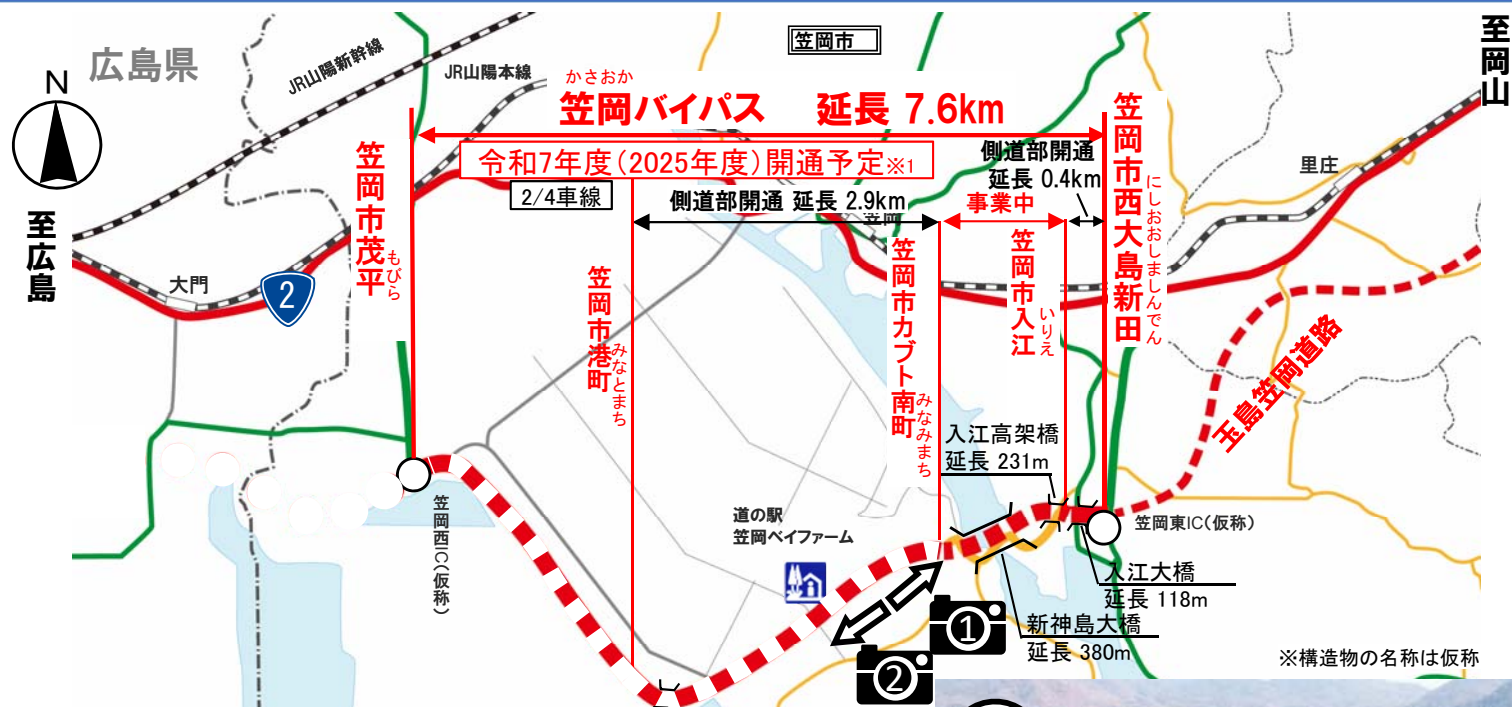 広島県
N
至広島
JR山陽新幹線
JR山陽本線
笠岡市
至岡山
かさおか
笠岡バイパス 延長 7.6km
令和7年度(2025年度)開通予定※1
2/4車線
側道部開通 延長 2.9km
事業中
側道部開通
延長 0.4km
笠岡市茂平
もびら
笠岡市港町
みなとまち
笠岡市カブト南町
みなみまち
笠岡市入江
いりえ
笠岡市西大島新田
にしおおしましんでん
笠岡
里庄
大門
2
玉島笠岡道路
笠岡西IC(仮称)
道の駅
笠岡ベイファーム
入江高架橋
延長 231m
笠岡東IC(仮称)
入江大橋
延長 118m
新神島大橋
延長 380m
①
②
※構造物の名称は仮称